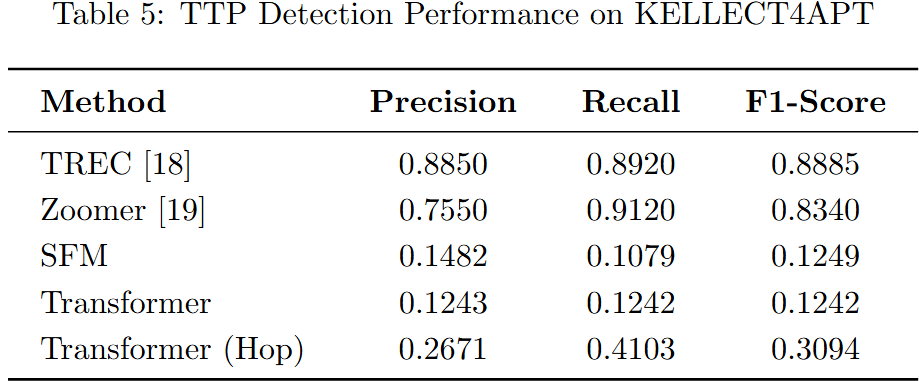 Table 5: TTP Detection Performance on KELLECT4APT
Method Precision Recall F1-Score
TREC [18] 0.8850 0.8920 0.8885
Zoomer [19] 0.7550 0.9120 0.8340
SFM 0.1482 0.1079 0.1249
Transformer 0.1243 0.1242 0.1242
Transformer (Hop) 0.2671 0.4103 0.3094